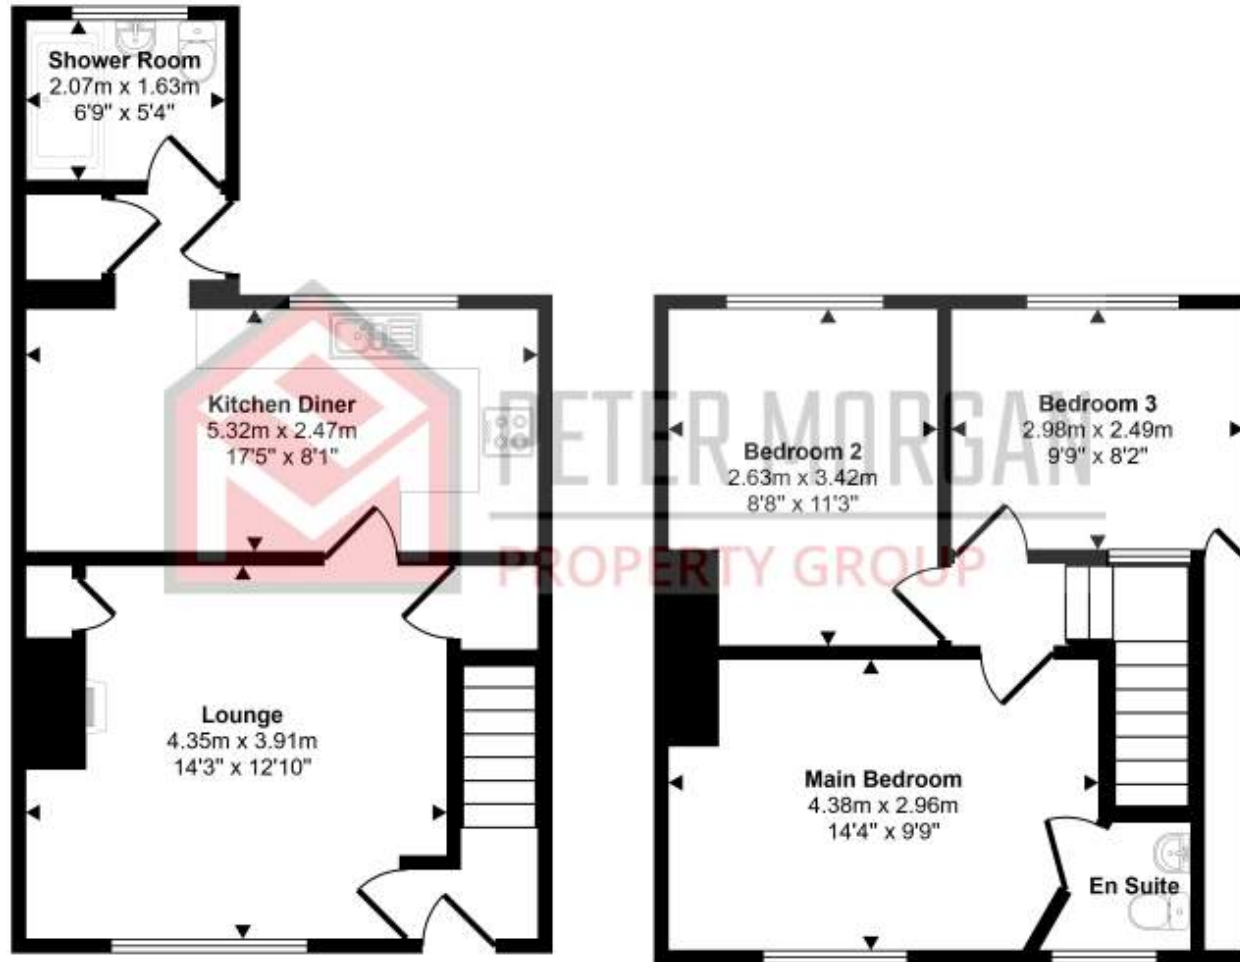 Shower Room
2.07m x 1.63m
6'9" x 5'4"
Kitchen Diner
5.32m x 2.47m
17'5" x 8'1"
Lounge
4.35m x 3.91m
14'3" x 12'10"
Bedroom 2
2.63m x 3.42m
8'8" x 11'3"
Bedroom 3
2.98m x 2.49m
9'9" x 8'2"
Main Bedroom
4.38m x 2.96m
14'4" x 9'9"
En Suite
PETER MORGAN
PROPERTY GROUP